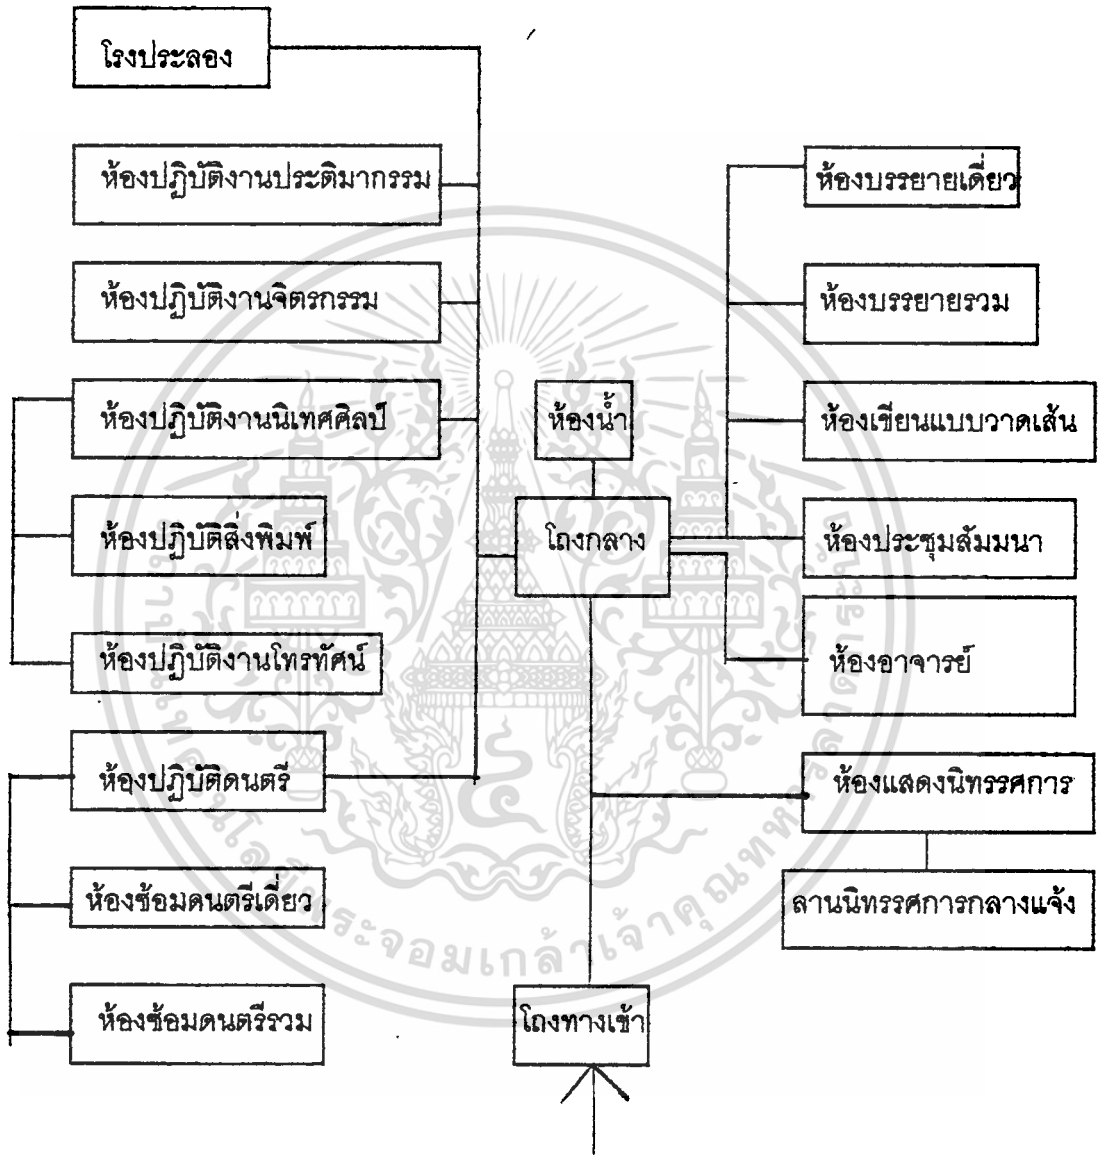 โรงประลอง
ห้องปฏิบัติงานประติมากรรม
ห้องปฏิบัติงานจิตรกรรม
ห้องปฏิบัติงานนิเทศศิลป์
ห้องปฏิบัติสิ่งพิมพ์
ห้องปฏิบัติงานโทรทัศน์
ห้องปฏิบัติดนตรี
ห้องซ้อมดนตรีเดี่ยว
ห้องซ้อมดนตรีรวม
ห้องน้ำ
โถงกลาง
โถงทางเข้า
ห้องบรรยายเดี่ยว
ห้องบรรยายรวม
ห้องเขียนแบบวาดเส้น
ห้องประชุมสัมมนา
ห้องอาจารย์
ห้องแสดงนิทรรศการ
ลานนิทรรศการกลางแจ้ง